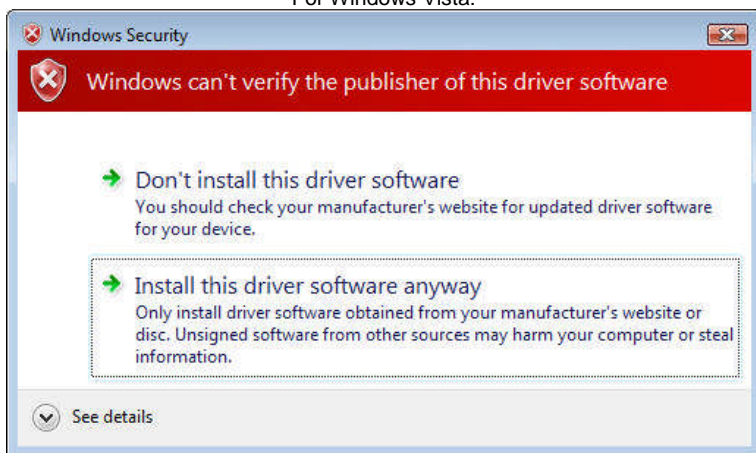 For Windows Vista:
Windows Security
Windows can't verify the publisher of this driver software
Don't install this driver software
You should check your manufacturer's website for updated driver software
for your device.
Install this driver software anyway
Only install driver software obtained from your manufacturer's website or
disc. Unsigned software from other sources may harm your computer or steal
information.
See details